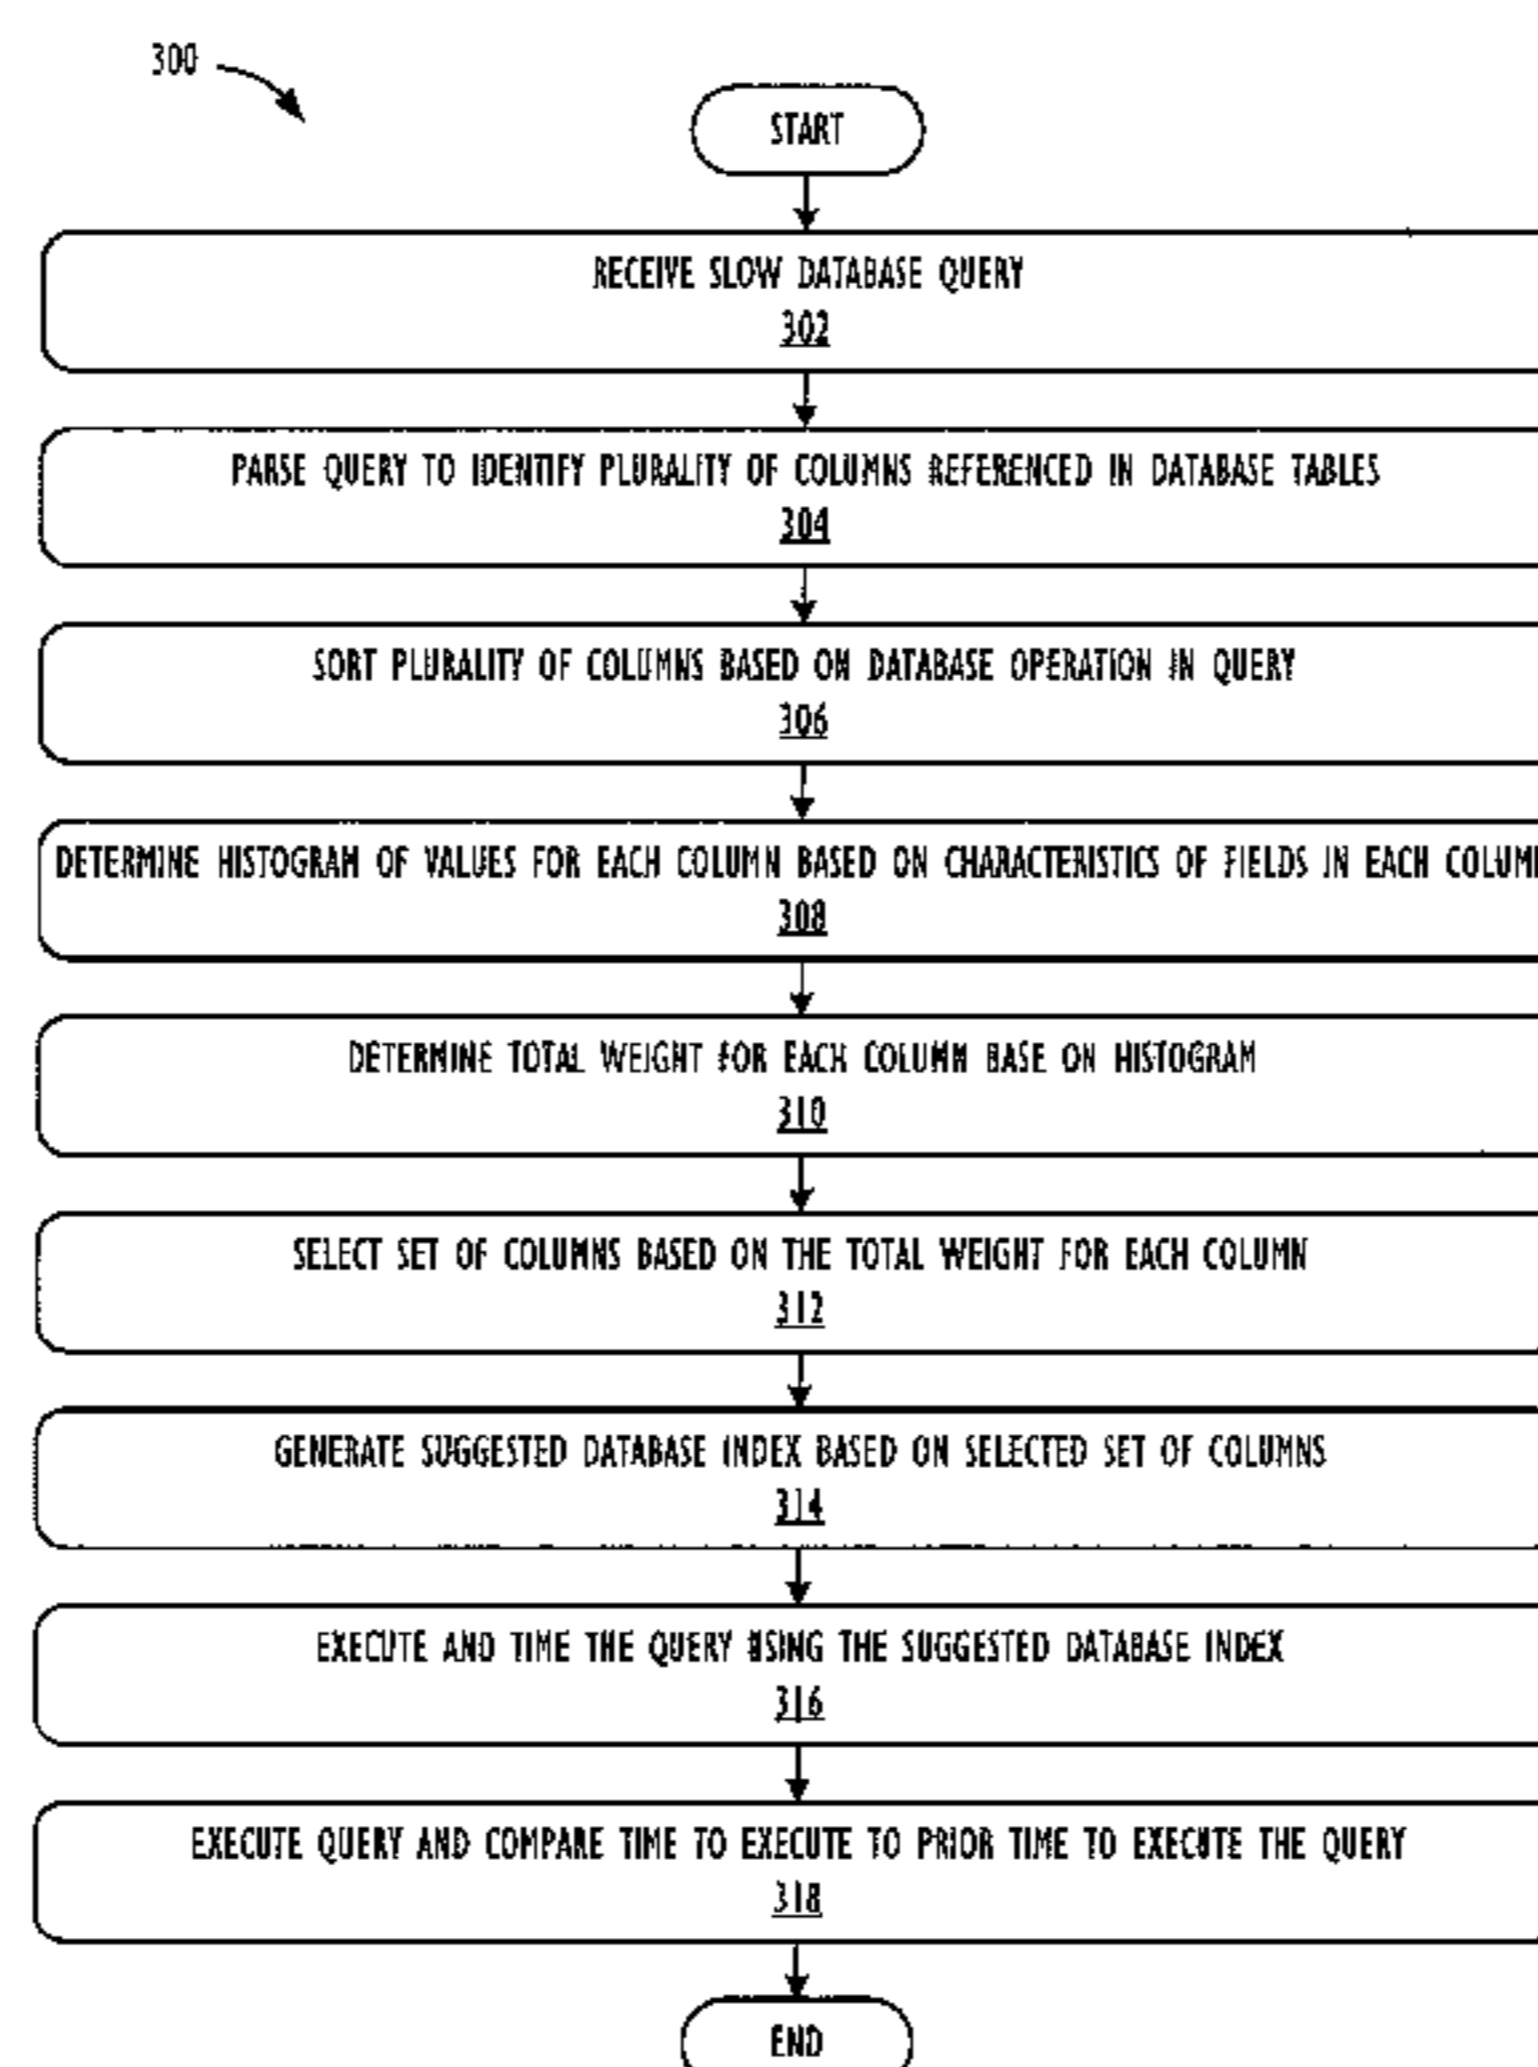 300
START
RECEIVE SLOW DATABASE QUERY
302
PARSE QUERY TO IDENTIFY PLURALITY OF COLUMNS REFERENCED IN DATABASE TABLES
304
SORT PLURALITY OF COLUMNS BASED ON DATABASE OPERATION IN QUERY
306
DETERMINE HISTOGRAM OF VALUES FOR EACH COLUMN BASED ON CHARACTERISTICS OF FIELDS IN EACH
308
DETERMINE TOTAL WEIGHT FOR EACH COLUMN BASE ON HISTOGRAM
310
SELECT SET OF COLUMNS BASED ON THE TOTAL WEIGHT FOR EACH COLUMN
312
GENERATE SUGGESTED DATABASE INDEX BASED ON SELECTED SET OF COLUMNS
314
EXECUTE AND TIME THE QUERY USING THE SUGGESTED DATABASE INDEX
316
EXECUTE QUERY AND COMPARE TIME TO EXECUTE TO PRIOR TIME TO EXECUTE THE QUERY
318
END